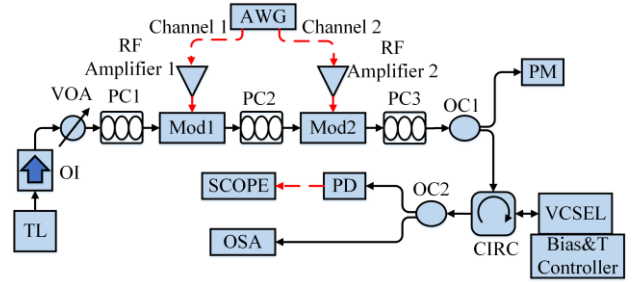 AWG
Channel 1
Channel 2
RF
Amplifier 1
RF
Amplifier 2
VOA
PC1
PC2
PC3
OC1
PM
Mod1
Mod2
OI
TL
SCOPE
PD
OC2
OSA
CIRC
VCSEL
Bias&T
Controller